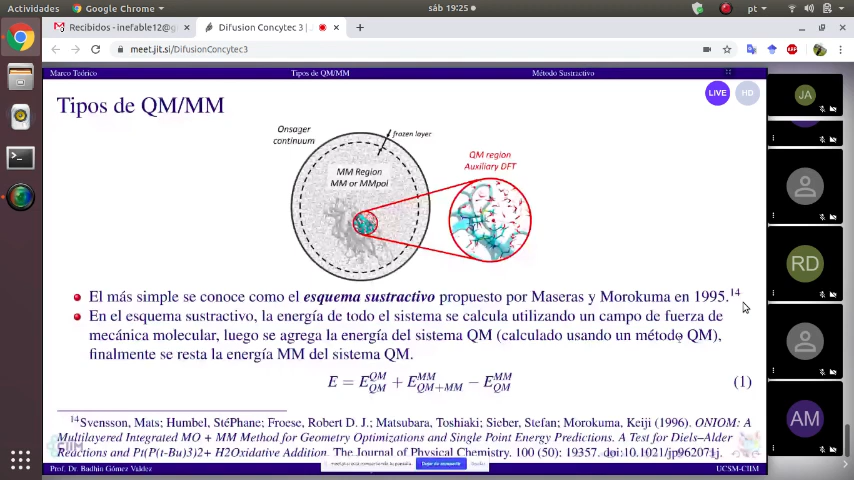 Actividades
Google Chrome
sáb 19:25
pt
Recibidos - inefable12@g
Difusion Concytec 3 |
meet.jit.si/DifusionConcytec3
Marco Teórico
Tipos de QM/MM
Método Sustractivo
Tipos de QM/MM
LIVE
HD
Onsager
continuum
frozen layer
MM Region
MM or MMpol
QM region
Auxiliary DFT
El más simple se conoce como el esquema sustractivo propuesto por Maseras y Morokuma en 1995.14
En el esquema sustractivo, la energía de todo el sistema se calcula utilizando un campo de fuerza de
mecánica molecular, luego se agrega la energía del sistema QM (calculado usando un método QM),
finalmente se resta la energía MM del sistema QM.
E = E^{QM}_{QM} + E^{MM}_{QM+MM} − E^{MM}_{QM} (1)
14Svensson, Mats; Humbel, StéPhane; Froese, Robert D. J.; Matsubara, Toshiaki; Sieber, Stefan; Morokuma, Keiji (1996). ONIOM: A
Multilayered Integrated MO + MM Method for Geometry Optimizations and Single Point Energy Predictions. A Test for Diels–Alder
Reactions and Pt(P(t-Bu)3)2+ H2Oxidative Addition. The Journal of Physical Chemistry. 100 (50): 19357. doi:10.1021/jp962071j.
Prof. Dr. Badhin Gómez Valdez
UCSM-CIIM
JA
RD
AM